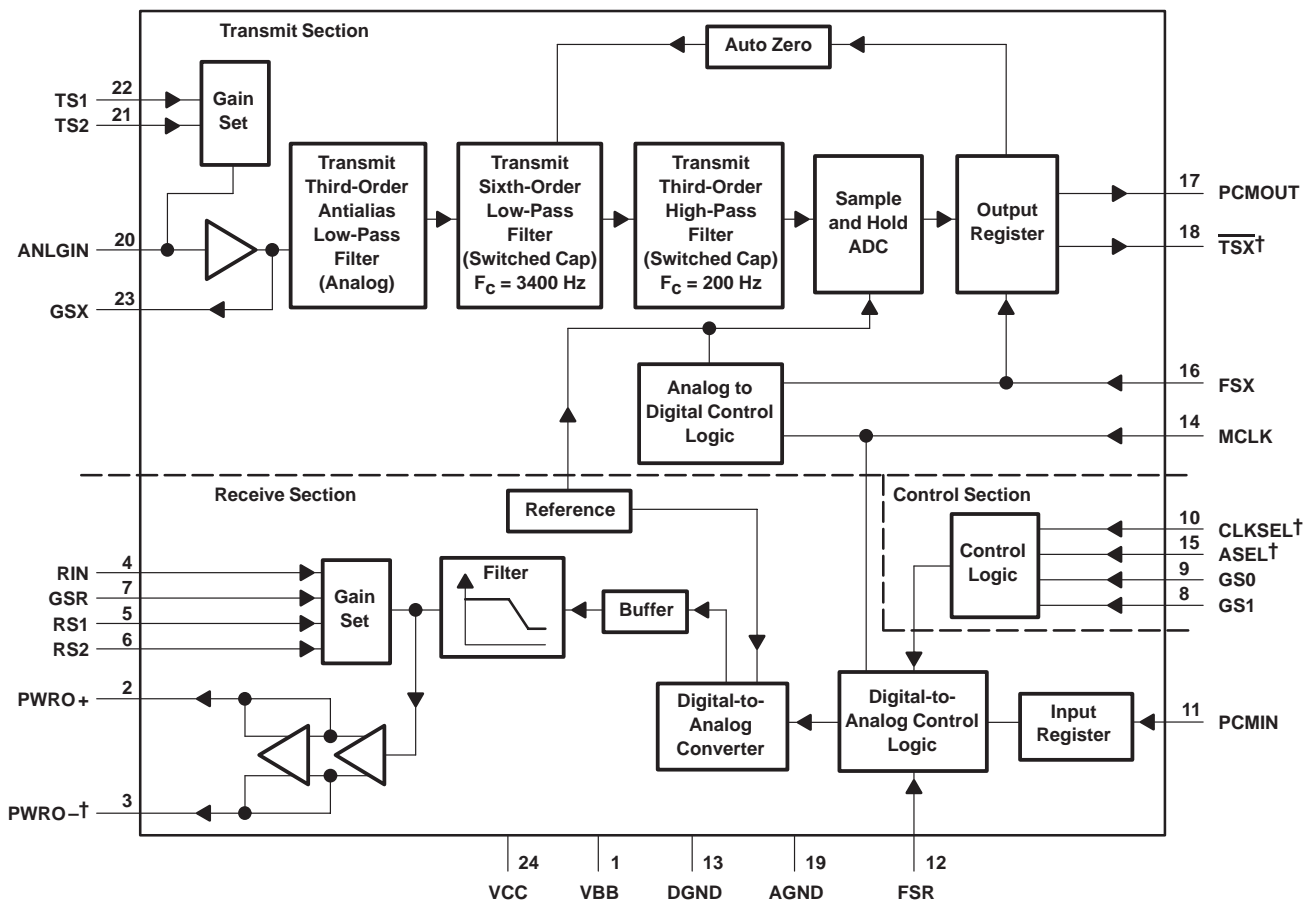 Transmit Section
Auto Zero
22
TS1
21
TS2
Gain
Set
Transmit
Third-Order
Antialias
Low-Pass
Filter
(Analog)
Transmit
Sixth-Order
Low-Pass
Filter
(Switched Cap)
Fc = 3400 Hz
Transmit
Third-Order
High-Pass
Filter
(Switched Cap)
Fc = 200 Hz
Sample
and Hold
ADC
Output
Register
17
PCMOUT
18
TSX†
20
ANLGIN
23
GSX
Analog to
Digital Control
Logic
16
FSX
14
MCLK
Receive Section
Reference
Control Section
Control
Logic
10
CLKSEL†
15
ASEL†
9
GS0
8
GS1
4
RIN
7
GSR
5
RS1
6
RS2
Gain
Set
Filter
Buffer
2
PWRO+
3
PWRO–†
Digital-to-
Analog
Converter
Digital-to-
Analog Control
Logic
Input
Register
11
PCMIN
24
VCC
1
VBB
13
DGND
19
AGND
12
FSR